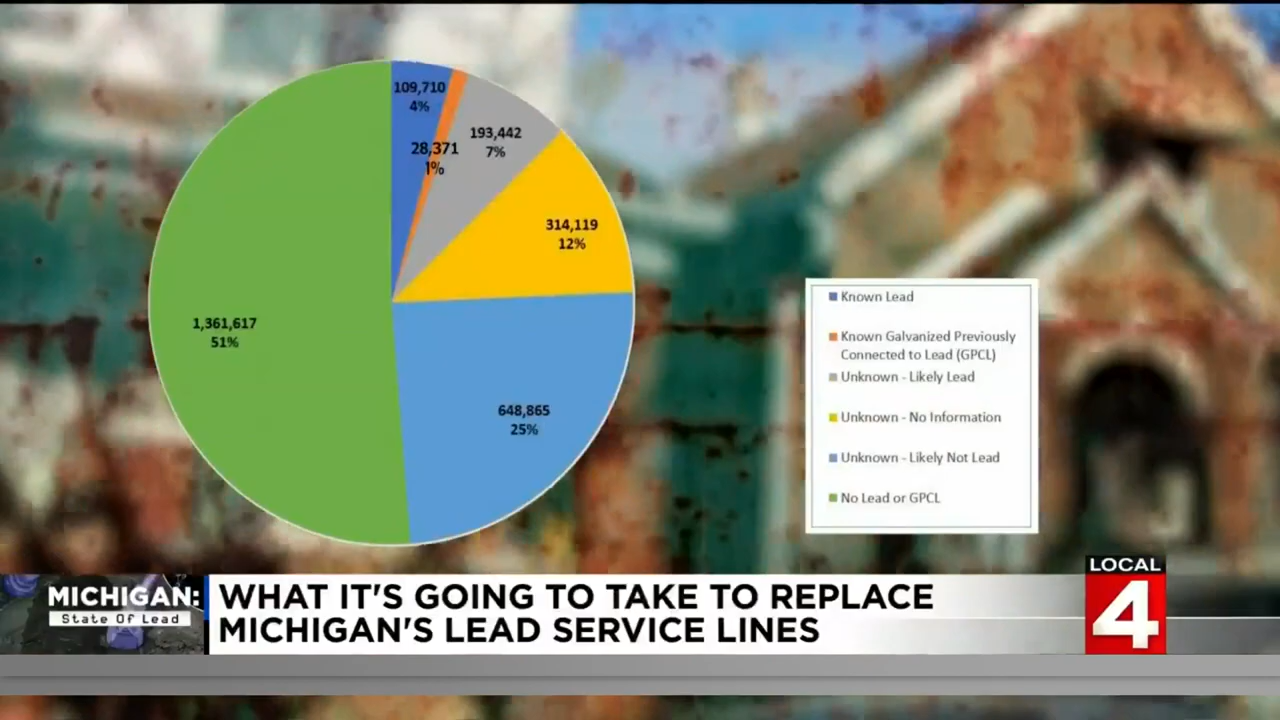 109,710
4%
28,371
1%
193,442
7%
314,119
12%
1,361,617
51%
648,865
25%
Known Lead
Known Galvanized Previously
Connected to Lead (GPCL)
Unknown - Likely Lead
Unknown - No Information
Unknown - Likely Not Lead
No Lead or GPCL
MICHIGAN:
State Of Lead
WHAT IT'S GOING TO TAKE TO REPLACE
MICHIGAN'S LEAD SERVICE LINES
LOCAL
4